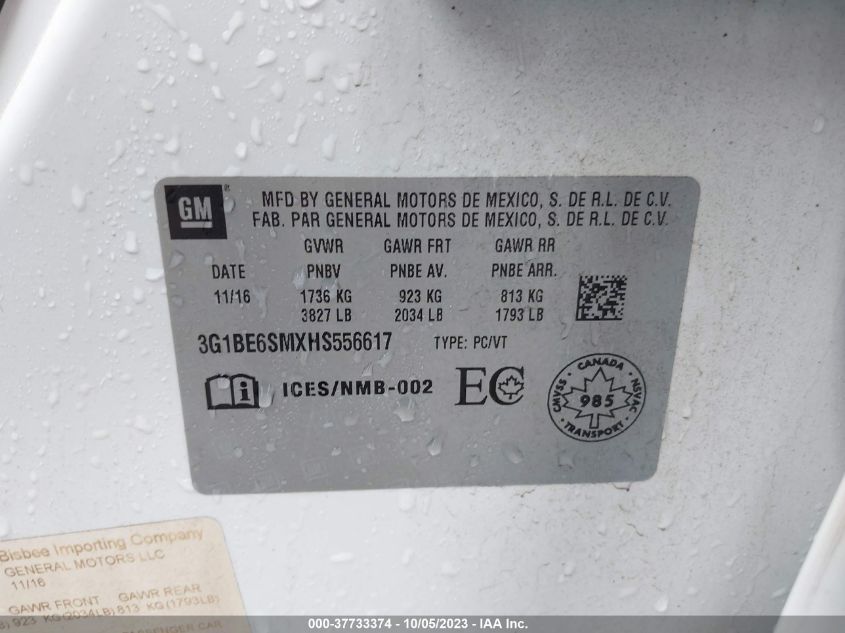 GM
MFD BY GENERAL MOTORS DE MEXICO, S. DE R.L. DE C.V.
FAB. PAR GENERAL MOTORS DE MEXICO, S. DE R.L. DE C.V.
GVWR GAWR FRT GAWR RR
DATE PNBV PNBE AV. PNBE ARR.
11/16 1736 KG 923 KG 813 KG
3827 LB 2034 LB 1793 LB
3G1BE6SMXHS556617 TYPE: PC/VT
i ICES/NMB-002 EC
CANADA
CMVSS 985 NSVAC
TRANSPORT
Bisbee Importing Company
GENERAL MOTORS LLC
11/16
GAWR FRONT GAWR REAR
923 KG(2034LB) 813 KG(1793LB)
CAR
000-37733374 - 10/05/2023 - IAA Inc.